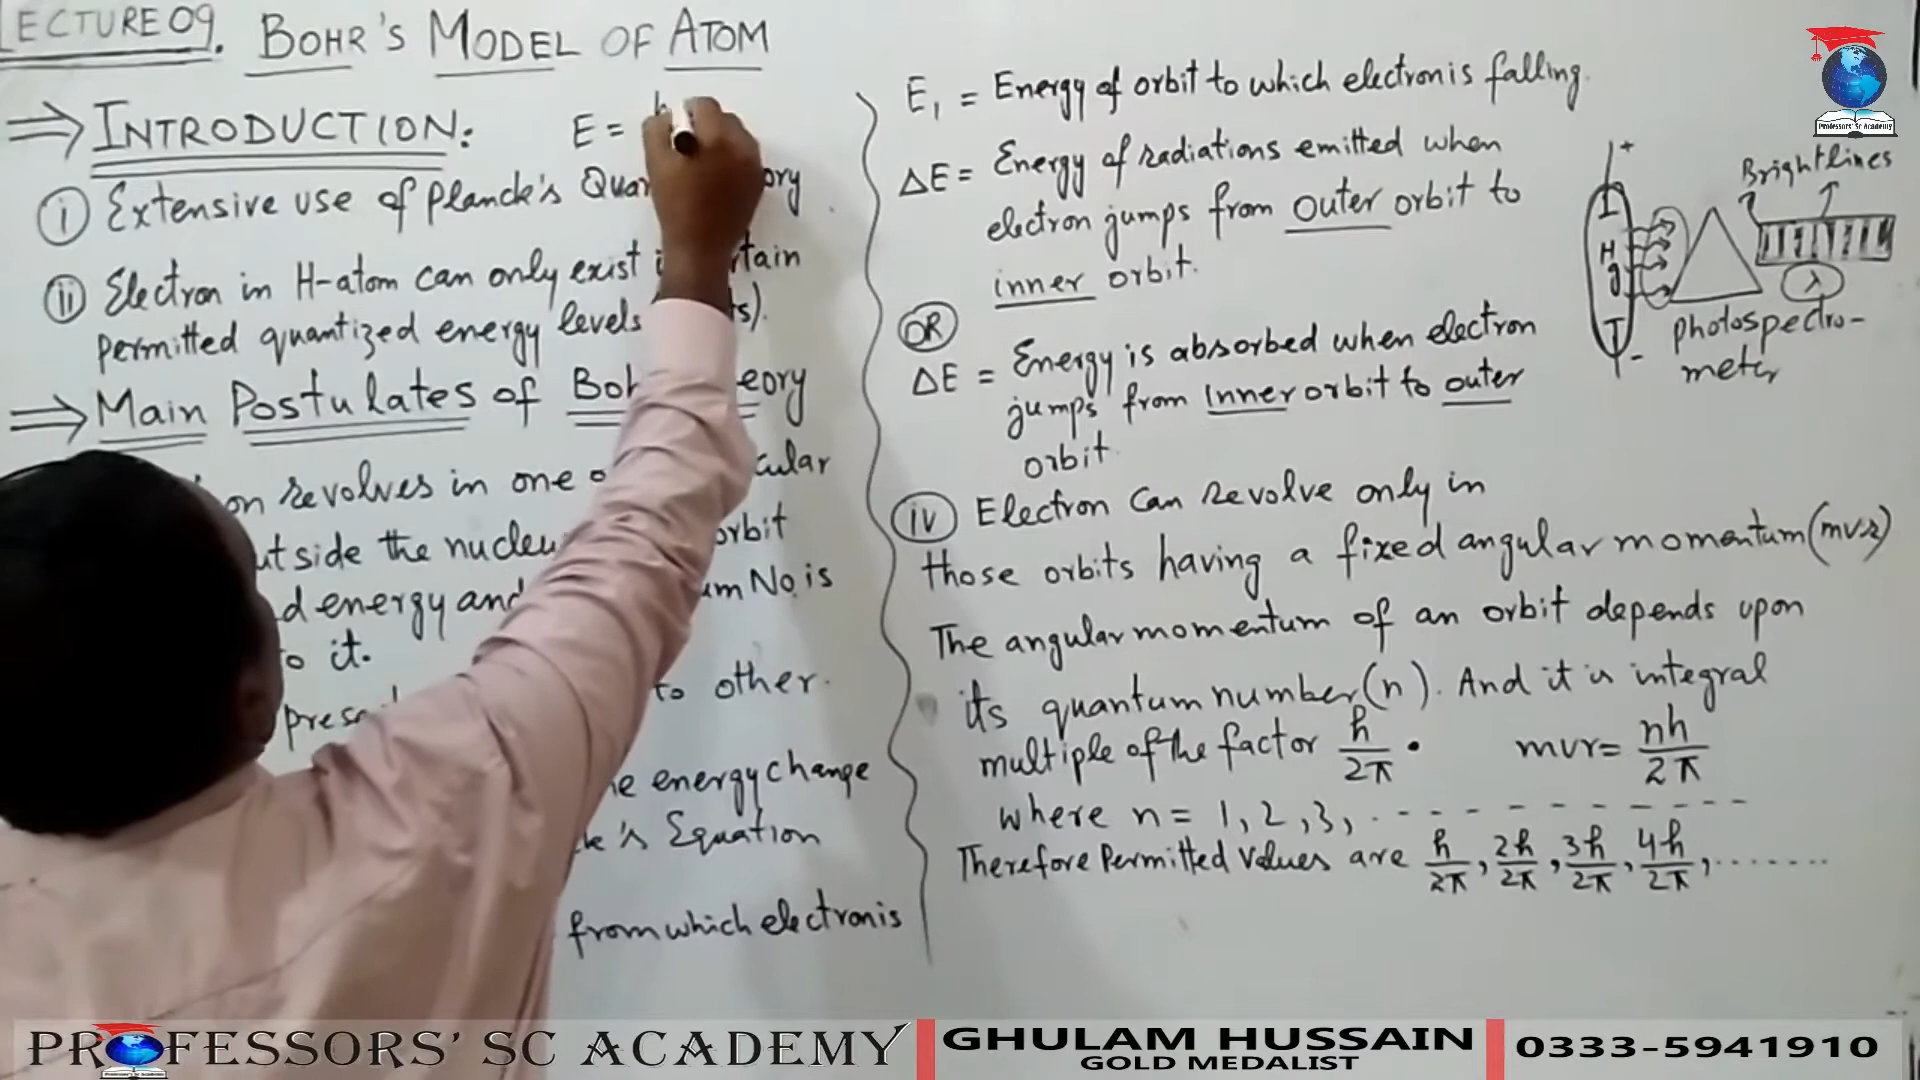 LECTURE 09. BOHR'S MODEL OF ATOM
⇒ INTRODUCTION: E = h
(i) Extensive use of Planck's Quan ory
(ii) Electron in H-atom can only exist i tain
permitted quantized energy levels s).
⇒ Main Postulates of Boh eory
on revolves in one o cular
utside the nucleu orbit
d energy and um No. is
to it.
pres to other.
he energy change
ck's Equation
from which electron is
E₁ = Energy of orbit to which electron is falling.
ΔE = Energy of radiations emitted when
electron jumps from outer orbit to
inner orbit.
OR
ΔE = Energy is absorbed when electron
jumps from inner orbit to outer
orbit.
(iv) Electron can revolve only in
those orbits having a fixed angular momentum (mvr)
The angular momentum of an orbit depends upon
its quantum number (n). And it is integral
multiple of the factor h/2π . mvr = nh/2π
where n = 1, 2, 3, - - - - - - - -
Therefore Permitted Values are h/2π, 2h/2π, 3h/2π, 4h/2π, ........
+
H
g
T
-
Bright lines
λ
photospectro-
meter
Professors' Sc Academy
PROFESSORS' SC ACADEMY
GHULAM HUSSAIN
GOLD MEDALIST
0333-5941910